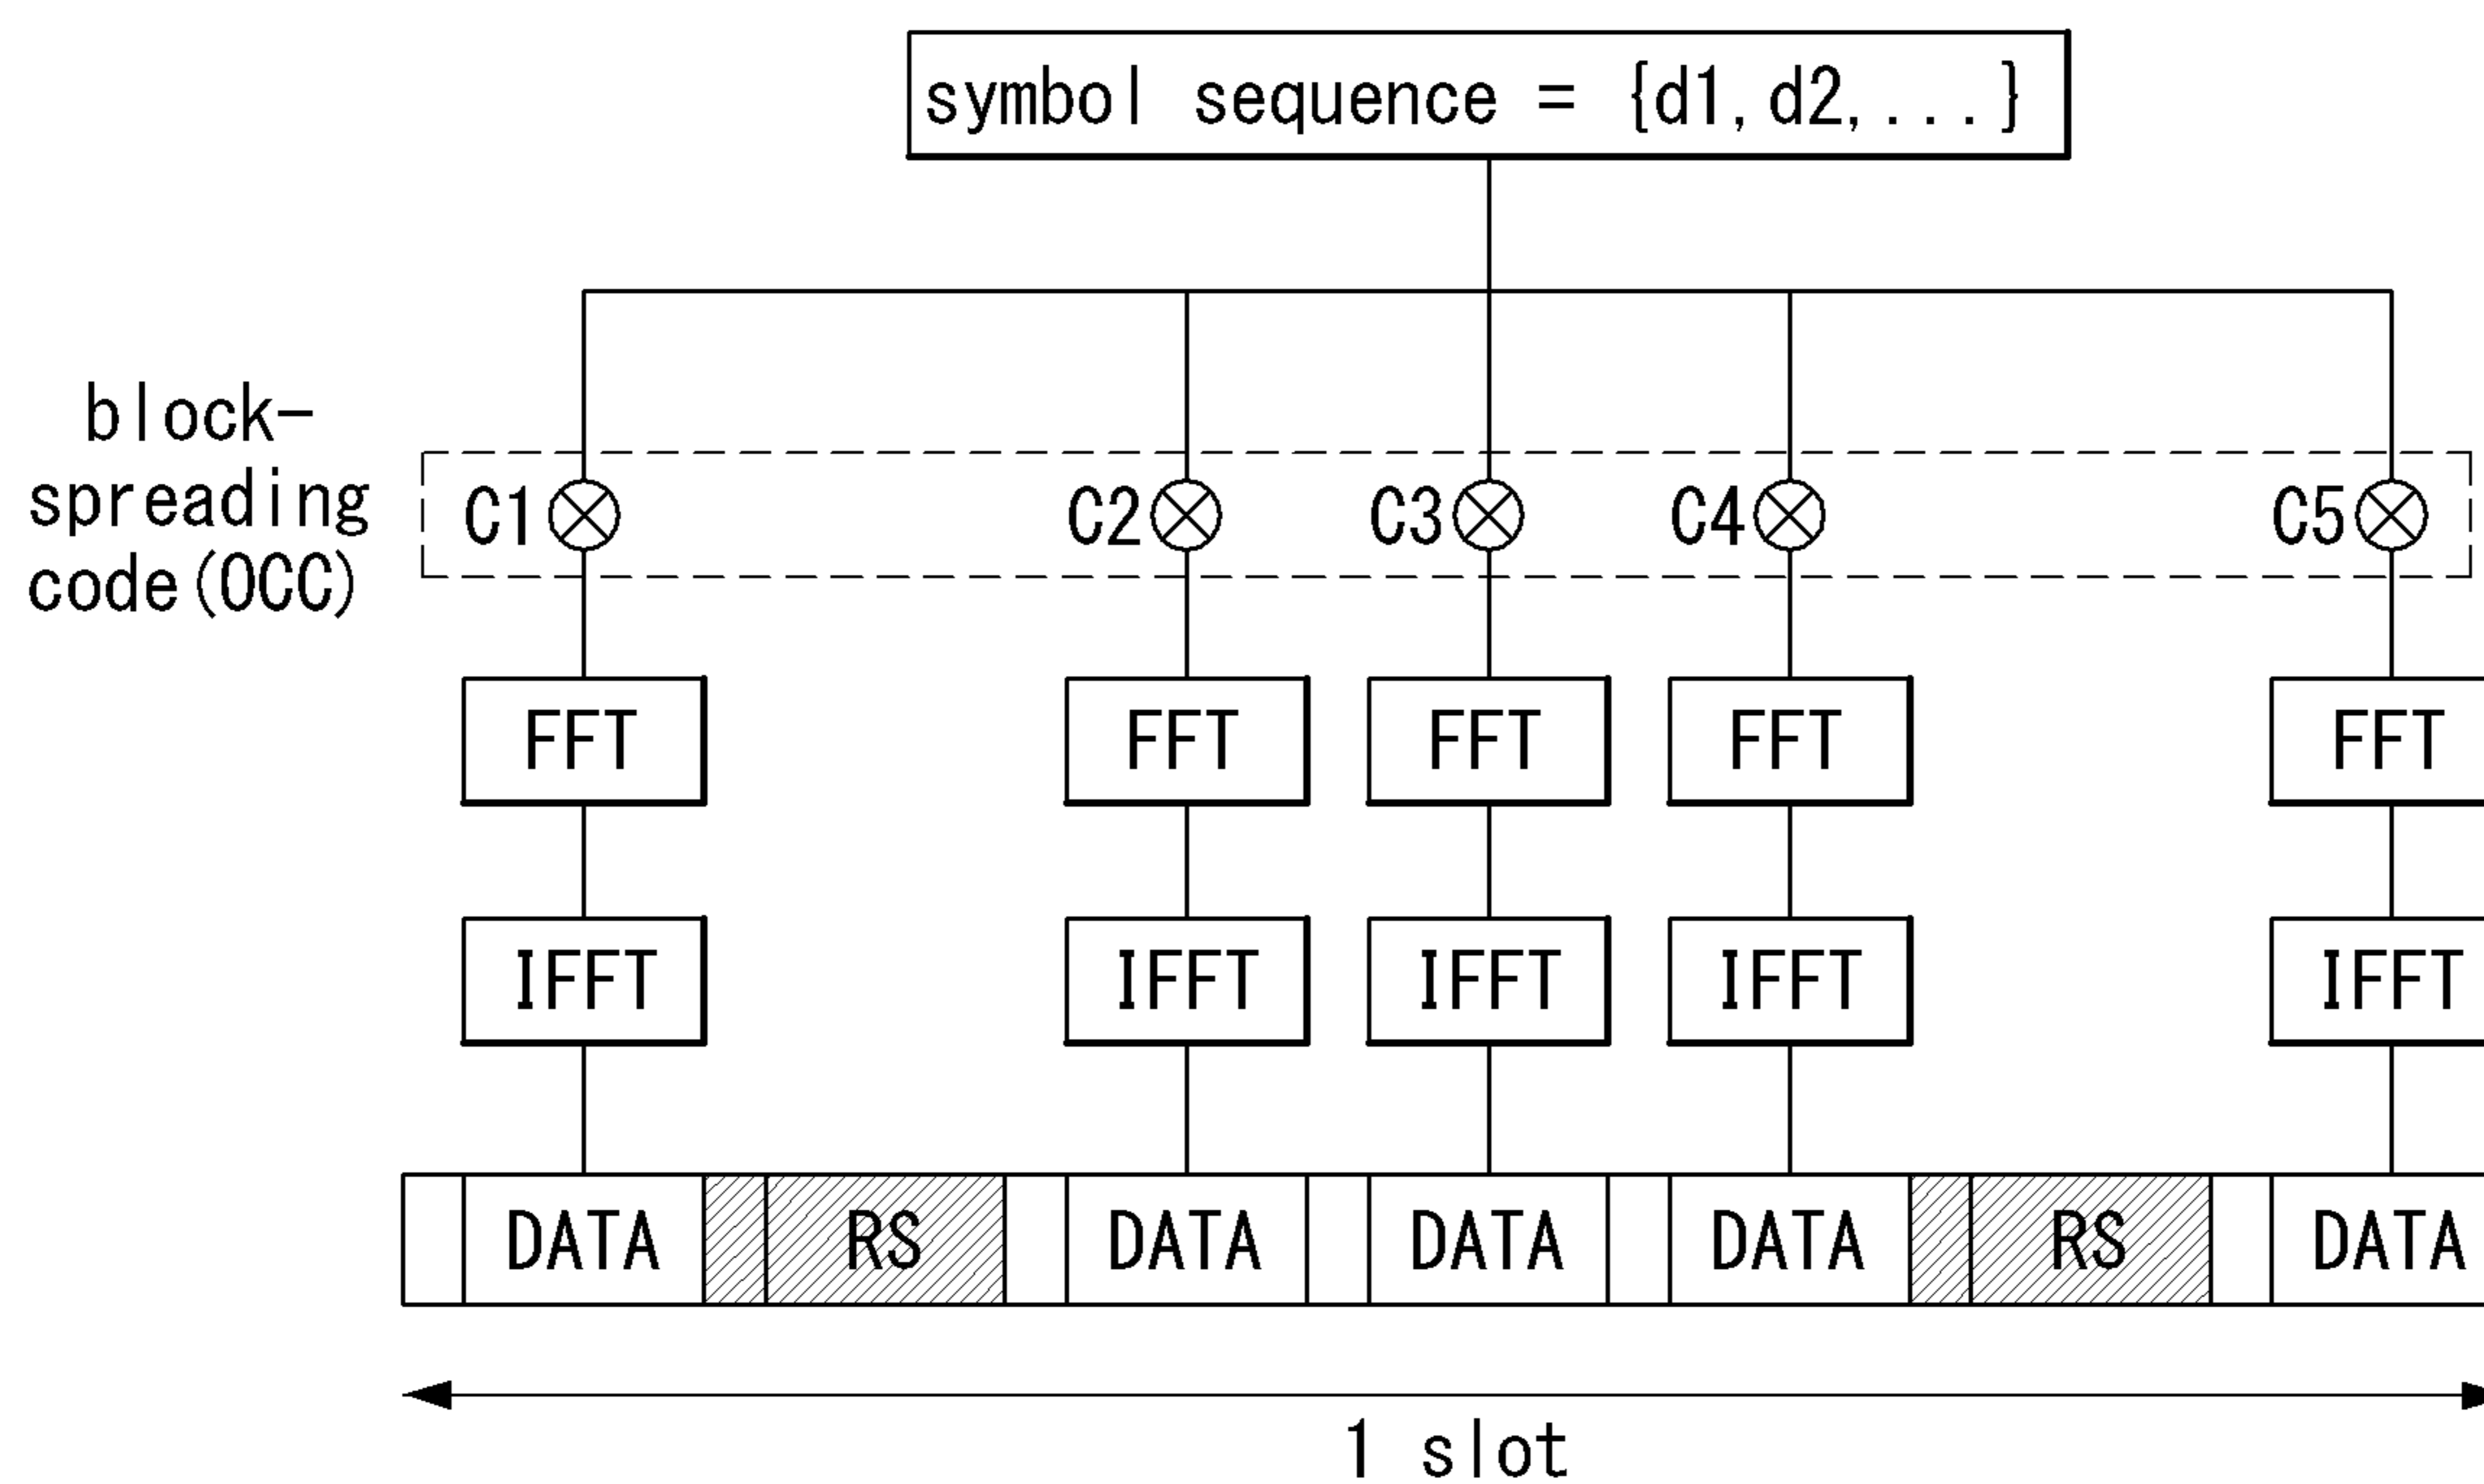 symbol sequence = {d1,d2,...}
block-
spreading
code(OCC)
C1 C2 C3 C4 C5
FFT FFT FFT FFT FFT
IFFT IFFT IFFT IFFT IFFT
DATA RS DATA DATA DATA RS DATA
1 slot